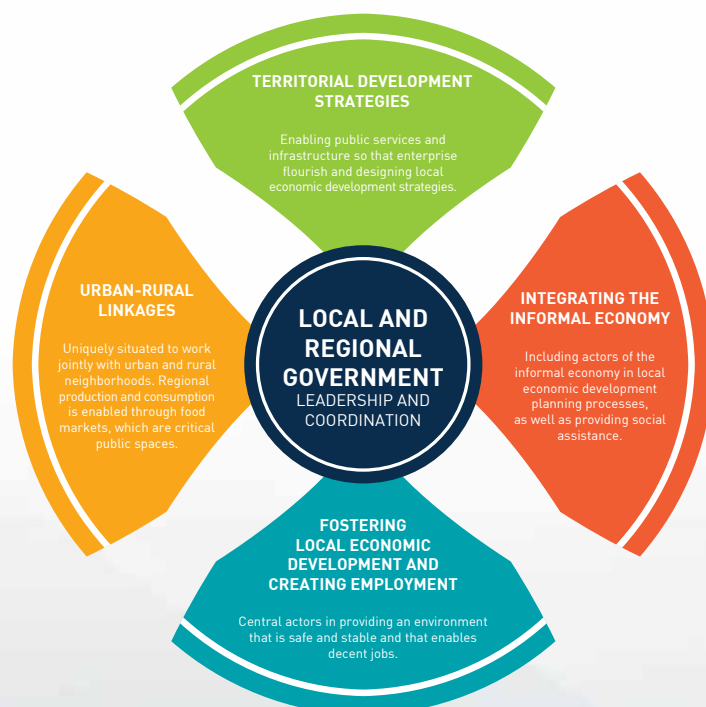 TERRITORIAL DEVELOPMENT
STRATEGIES
Enabling public services and
infrastructure so that enterprise
flourish and designing local
economic development strategies.
URBAN-RURAL
LINKAGES
Uniquely situated to work
jointly with urban and rural
neighborhoods. Regional
production and consumption
is enabled through food
markets, which are critical
public spaces.
LOCAL AND
REGIONAL
GOVERNMENT
LEADERSHIP AND
COORDINATION
INTEGRATING THE
INFORMAL ECONOMY
Including actors of the
informal economy in local
economic development
planning processes,
as well as providing social
assistance.
FOSTERING
LOCAL ECONOMIC
DEVELOPMENT AND
CREATING EMPLOYMENT
Central actors in providing an environment
that is safe and stable and that enables
decent jobs.